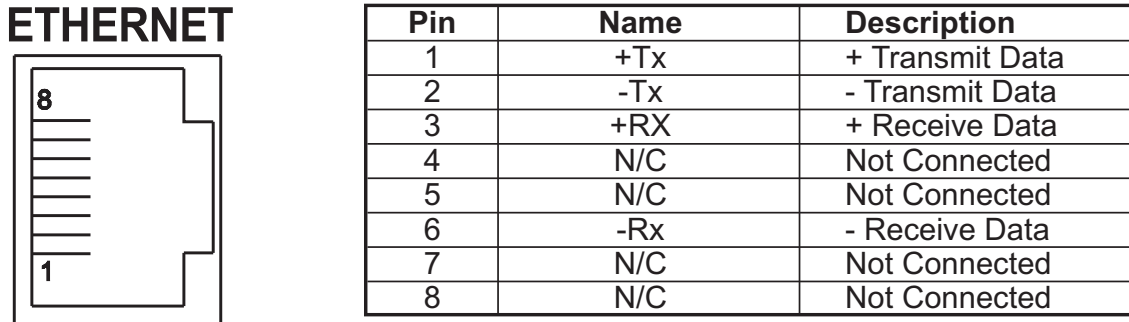 ETHERNET
8
1
Pin Name Description
1 +Tx + Transmit Data
2 -Tx - Transmit Data
3 +RX + Receive Data
4 N/C Not Connected
5 N/C Not Connected
6 -Rx - Receive Data
7 N/C Not Connected
8 N/C Not Connected